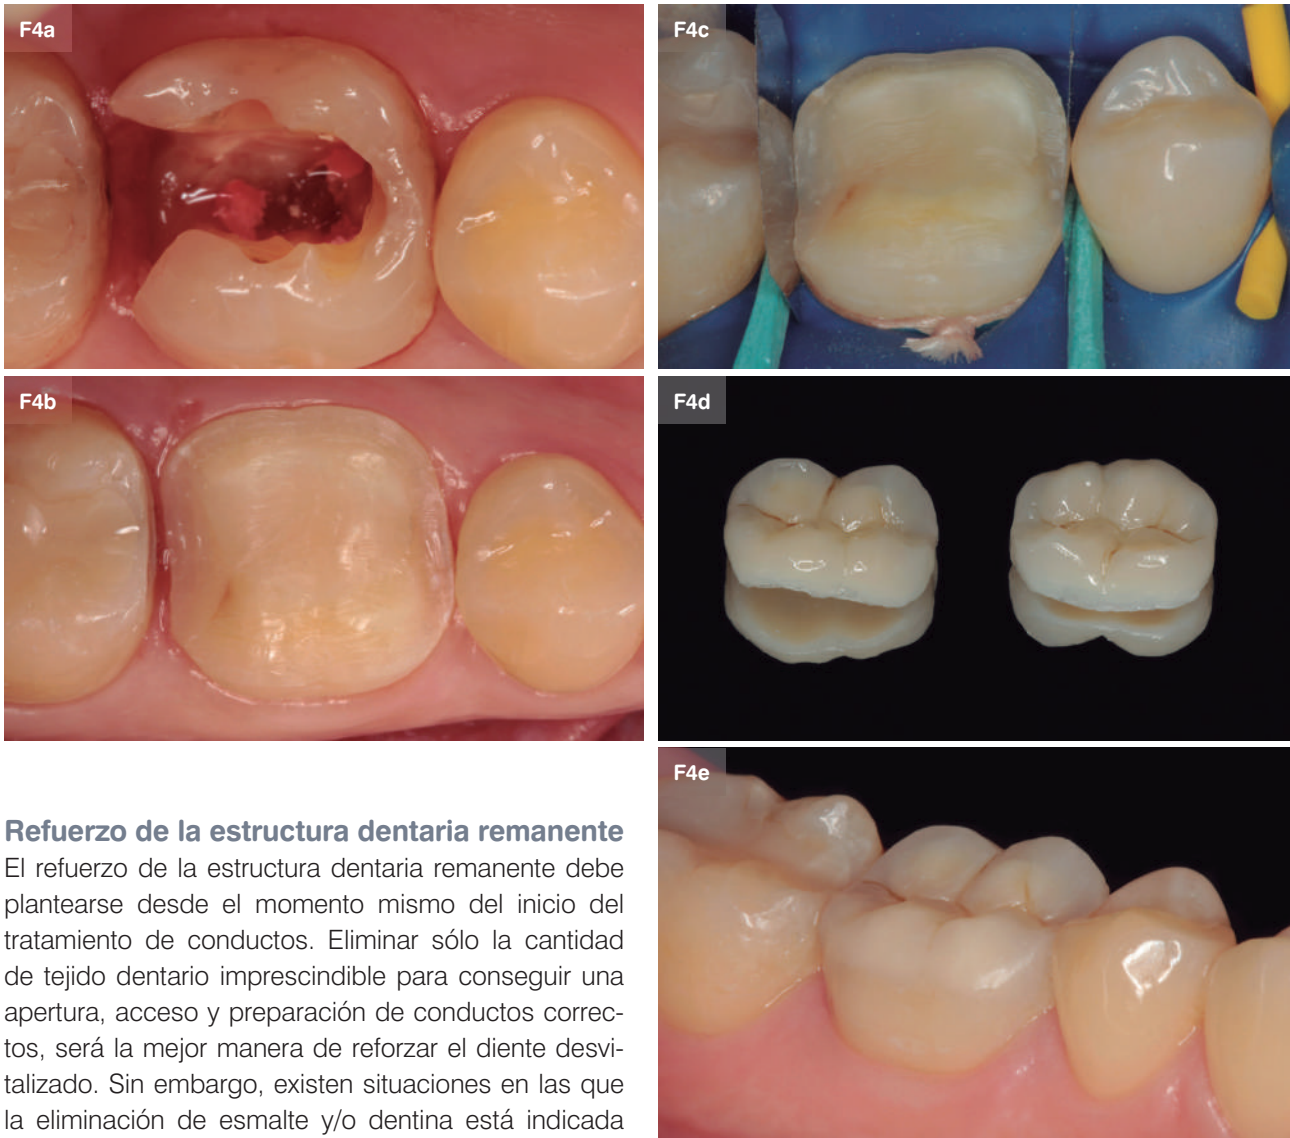 F4a
F4b
Refuerzo de la estructura dentaria remanente
El refuerzo de la estructura dentaria remanente debe
plantearse desde el momento mismo del inicio del
tratamiento de conductos. Eliminar sólo la cantidad
de tejido dentario imprescindible para conseguir una
apertura, acceso y preparación de conductos correc-
tos, será la mejor manera de reforzar el diente desvi-
talizado. Sin embargo, existen situaciones en las que
la eliminación de esmalte y/o dentina está indicada
F4c
F4d
F4e